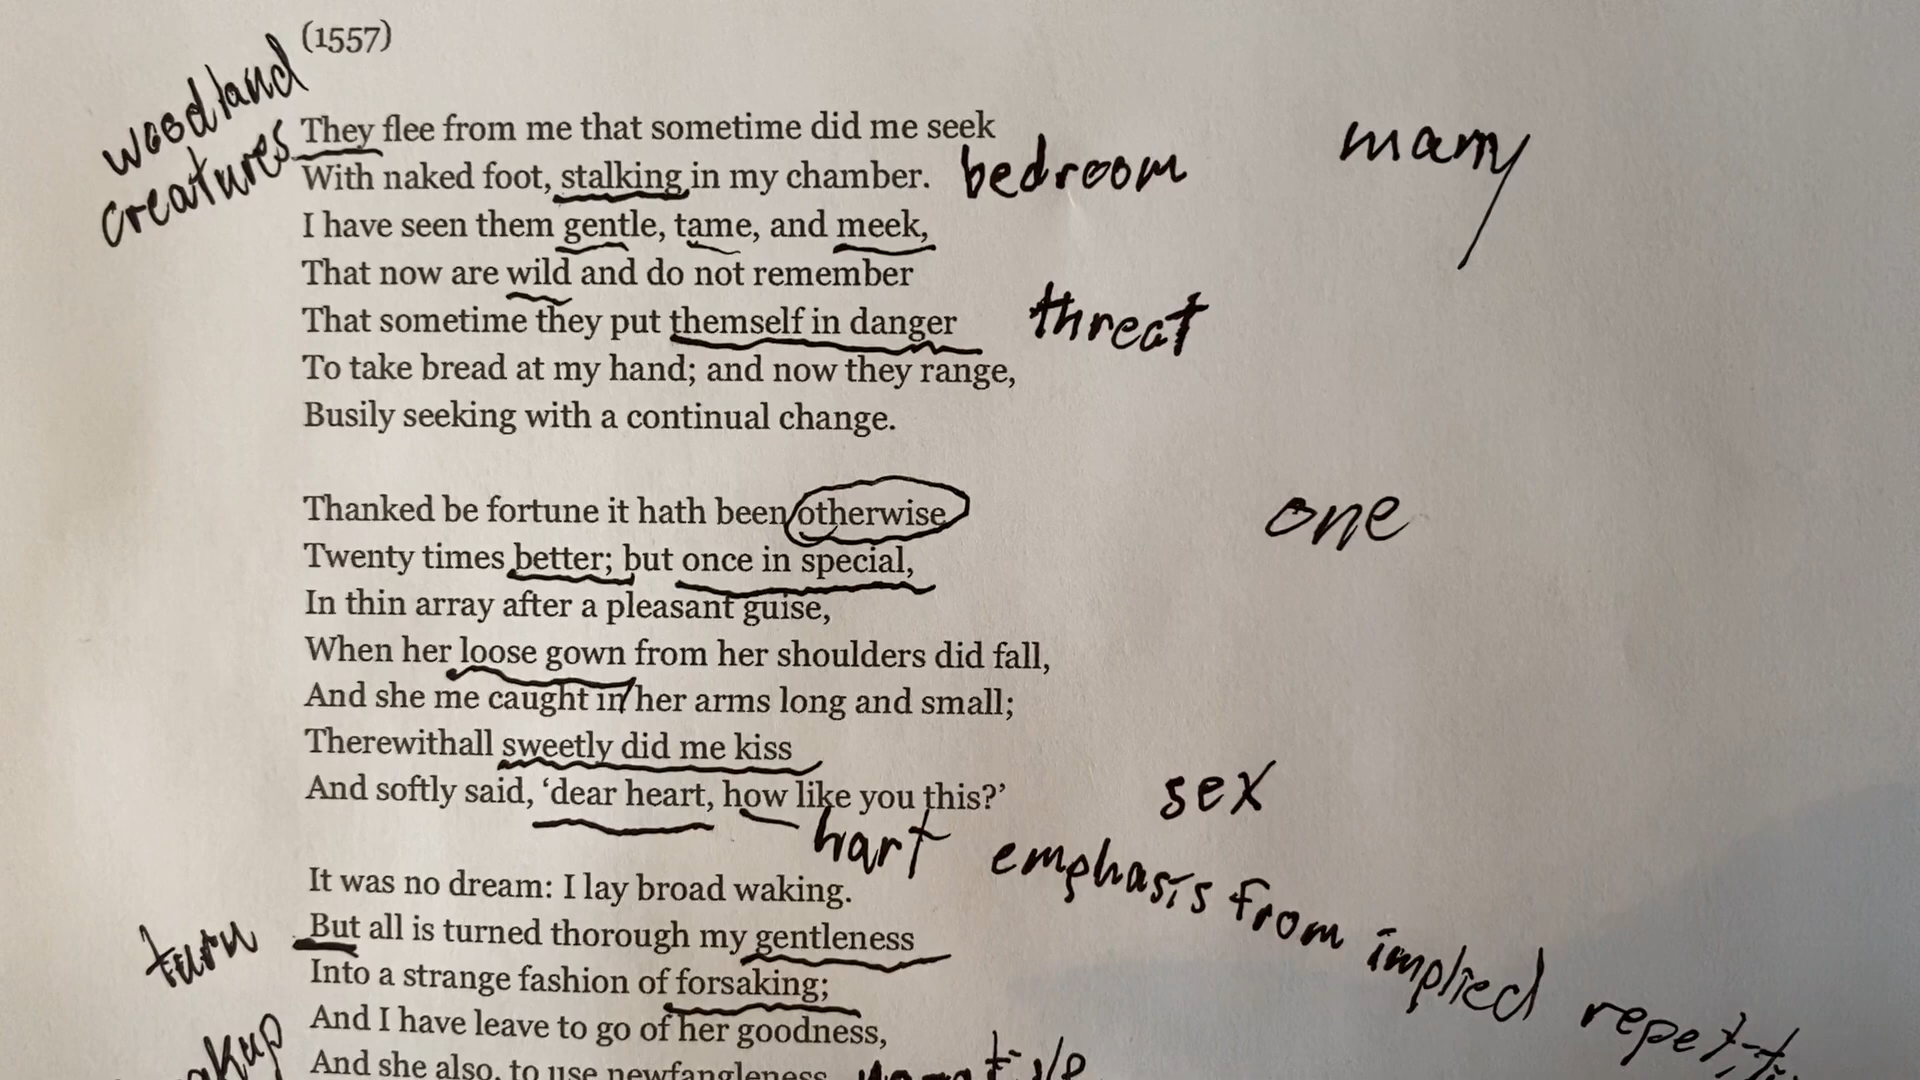 (1557)
woodland
creatures
They flee from me that sometime did me seek
With naked foot, stalking in my chamber. bedroom many
I have seen them gentle, tame, and meek,
That now are wild and do not remember
That sometime they put themself in danger threat
To take bread at my hand; and now they range,
Busily seeking with a continual change.
Thanked be fortune it hath been otherwise one
Twenty times better; but once in special,
In thin array after a pleasant guise,
When her loose gown from her shoulders did fall,
And she me caught in her arms long and small;
Therewithall sweetly did me kiss
And softly said, ‘dear heart, how like you this?’ sex
hart emphasis from implied
It was no dream: I lay broad waking.
turn But all is turned thorough my gentleness
Into a strange fashion of forsaking;
And I have leave to go of her goodness,
And she also, to use newfangleness